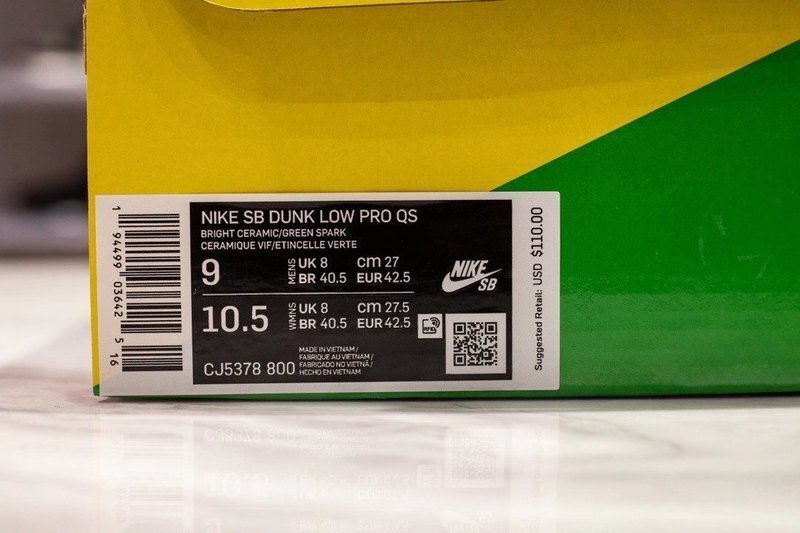 NIKE SB DUNK LOW PRO QS
BRIGHT CERAMIC/GREEN SPARK
CERAMIQUE VIF/ETINCELLE VERTE
9 MENS UK 8 cm 27
BR 40.5 EUR 42.5
10.5 WMNS UK 8 cm 27.5
BR 40.5 EUR 42.5
CJ5378 800
MADE IN VIETNAM /
FABRIQUE AU VIETNAM /
FABRICADO NO VIETNÃ /
HECHO EN VIETNAM
NIKE
SB
RFID
Suggested Retail: USD $110.00
1 94499 03642 5 16